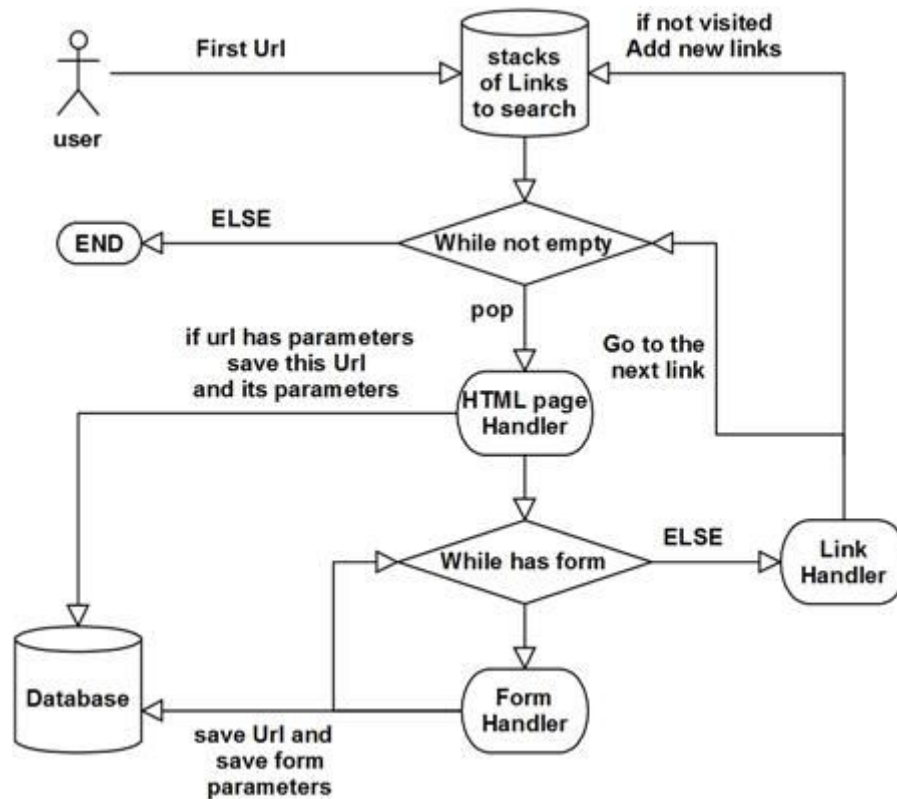 First Url
if not visited
Add new links
stacks
of Links
to search
user
ELSE
END
While not empty
pop
if url has parameters
save this Url
and its parameters
Go to the
next link
HTML page
Handler
While has form
ELSE
Link
Handler
Database
Form
Handler
save Url and
save form
parameters